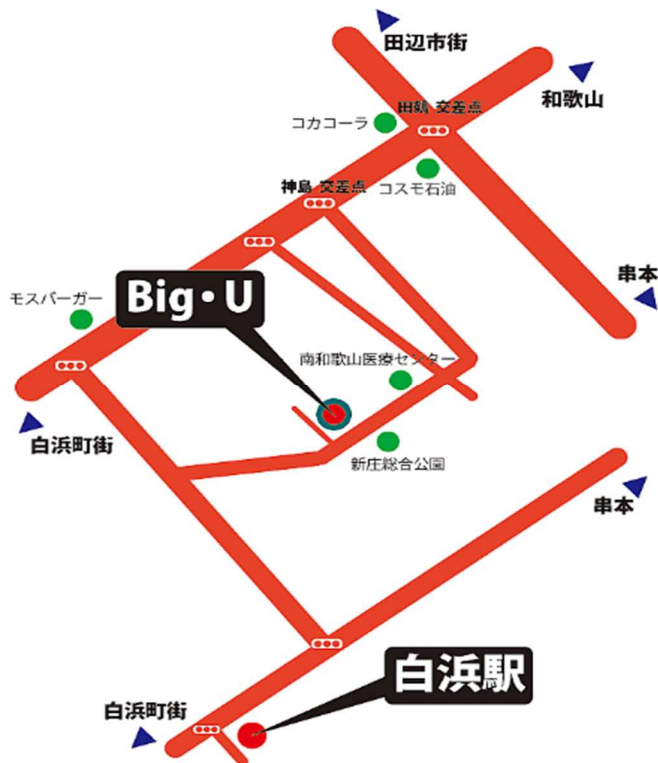 田辺市街
和歌山
田鶴 交差点
コカコーラ
コスモ石油
神島 交差点
串本
Big・U
モスバーガー
南和歌山医療センター
白浜町街
新庄総合公園
串本
白浜駅
白浜町街